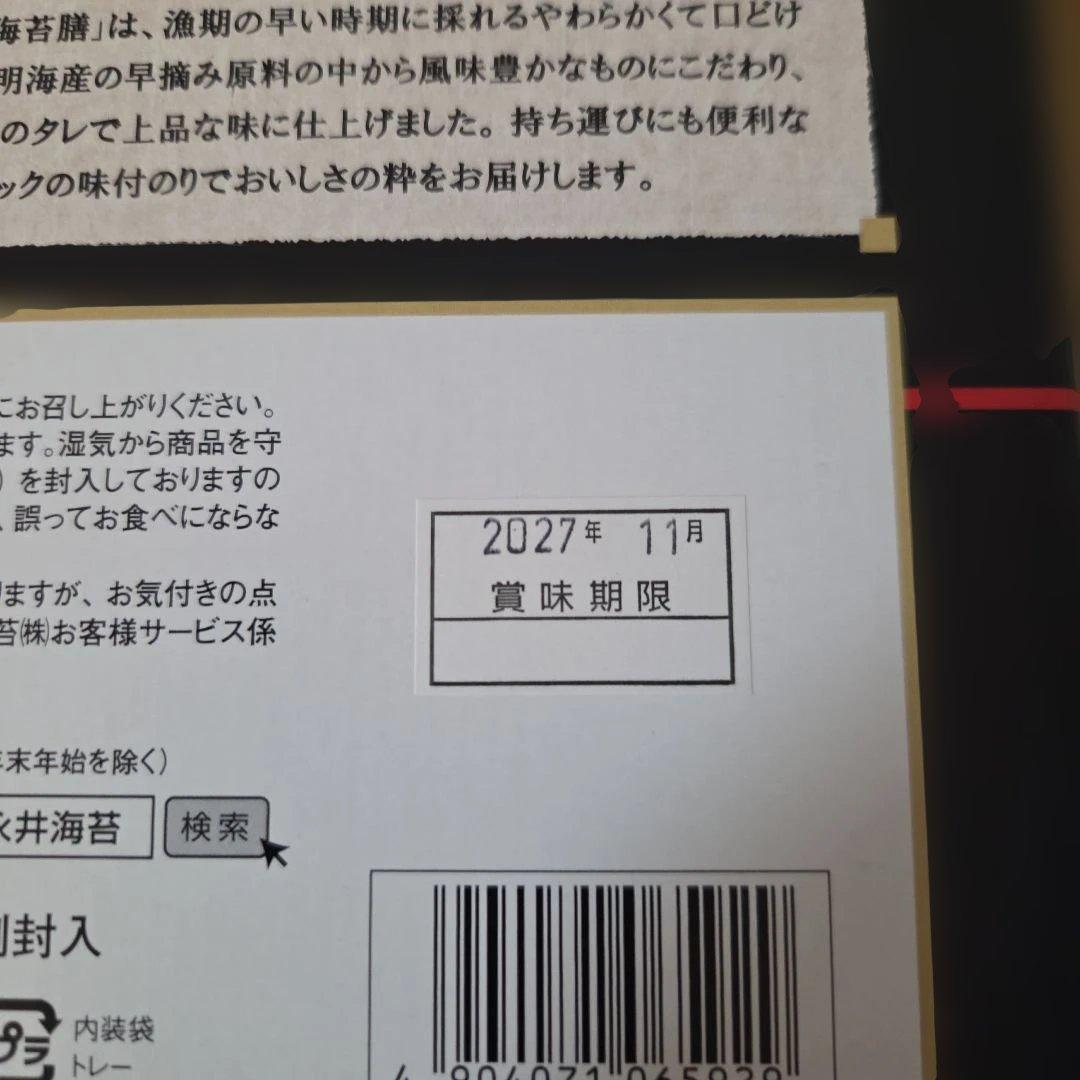 海苔膳」は、漁期の早い時期に採れるやわらかくて口どけ
明海産の早摘み原料の中から風味豊かなものにこだわり、
のタレで上品な味に仕上げました。持ち運びにも便利な
ックの味付のりでおいしさの粋をお届けします。
にお召し上がりください。
ます。湿気から商品を守
）を封入しておりますの
、誤ってお食べにならな
りますが、お気付きの点
苔㈱お客様サービス係
年末年始を除く）
永井海苔 検索
封入
プラ
内装袋
トレー
2027年 11月
賞味期限
4 904071 065929